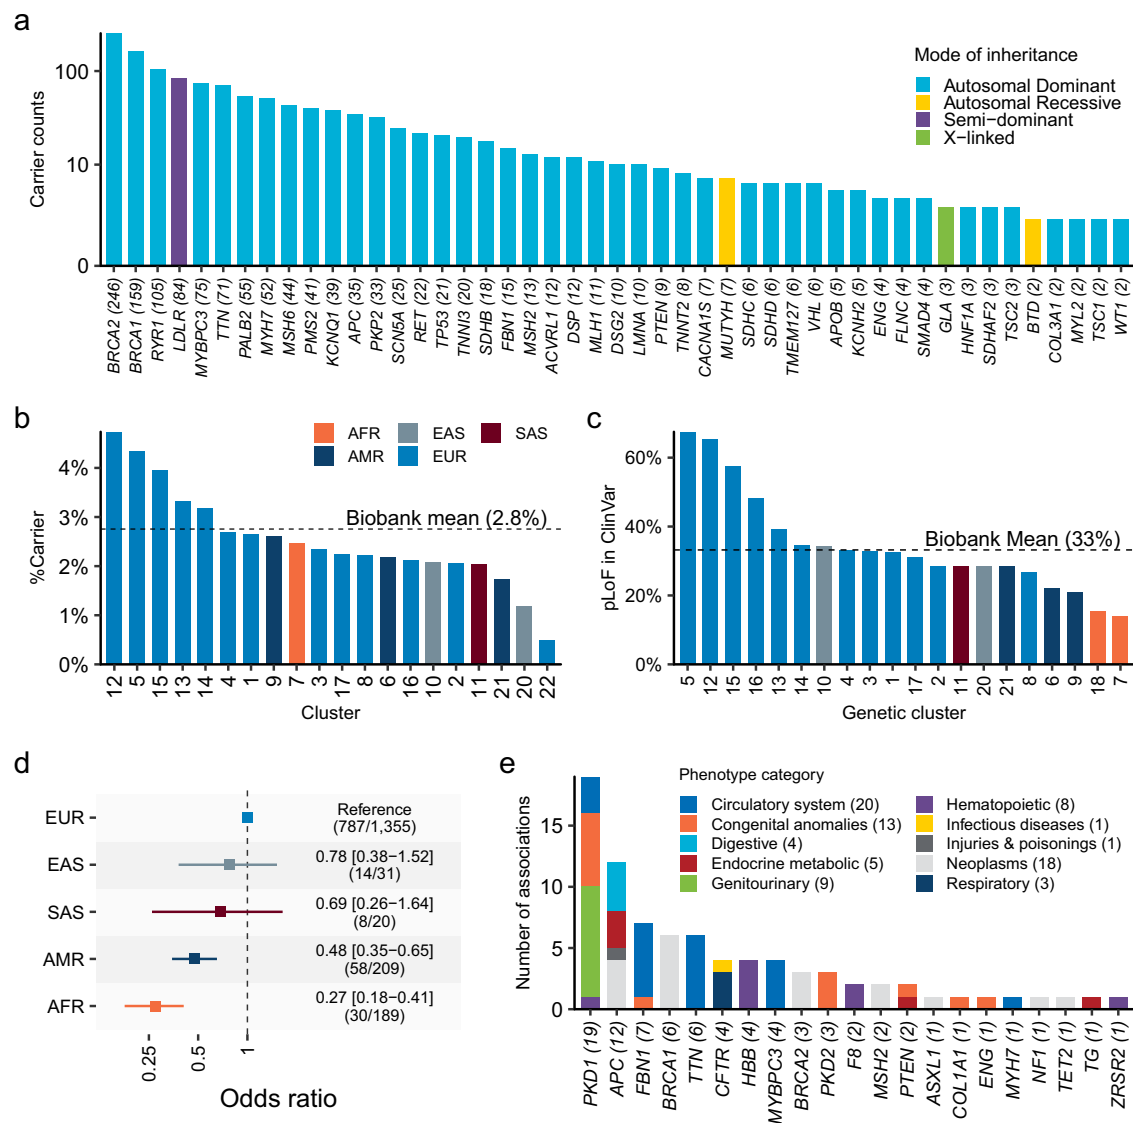 a
Carrier counts
100
10
0
Mode of inheritance
Autosomal Dominant
Autosomal Recessive
Semi−dominant
X−linked
BRCA2 (246)
BRCA1 (159)
RYR1 (105)
LDLR (84)
MYBPC3 (75)
TTN (71)
PALB2 (55)
MYH7 (52)
MSH6 (44)
PMS2 (41)
KCNQ1 (39)
APC (35)
PKP2 (33)
SCN5A (25)
RET (22)
TP53 (21)
TNNI3 (20)
SDHB (18)
FBN1 (15)
MSH2 (13)
ACVRL1 (12)
DSP (12)
MLH1 (11)
DSG2 (10)
LMNA (10)
PTEN (9)
TNNT2 (8)
CACNA1S (7)
MUTYH (7)
SDHC (6)
SDHD (6)
TMEM127 (6)
VHL (6)
APOB (5)
KCNH2 (5)
ENG (4)
FLNC (4)
SMAD4 (4)
GLA (3)
HNF1A (3)
SDHAF2 (3)
TSC2 (3)
BTD (2)
COL3A1 (2)
MYL2 (2)
TSC1 (2)
WT1 (2)
b
%Carrier
4%
3%
2%
1%
0%
AFR
EAS
SAS
AMR
EUR
Biobank mean (2.8%)
12 5 15 13 14 4 1 9 7 3 17 8 6 16 10 2 11 21 20 22
Cluster
c
pLoF in ClinVar
60%
40%
20%
0%
Biobank Mean (33%)
5 12 15 16 13 14 10 4 3 1 17 2 11 20 21 8 6 9 18 7
Genetic cluster
d
EUR
Reference
(787/1,355)
EAS
0.78 [0.38−1.52]
(14/31)
SAS
0.69 [0.26−1.64]
(8/20)
AMR
0.48 [0.35−0.65]
(58/209)
AFR
0.27 [0.18−0.41]
(30/189)
0.25 0.5 1
Odds ratio
e
Number of associations
15
10
5
0
Phenotype category
Circulatory system (20)
Congenital anomalies (13)
Digestive (4)
Endocrine metabolic (5)
Genitourinary (9)
Hematopoietic (8)
Infectious diseases (1)
Injuries & poisonings (1)
Neoplasms (18)
Respiratory (3)
PKD1 (19)
APC (12)
FBN1 (7)
BRCA1 (6)
TTN (6)
CFTR (4)
HBB (4)
MYBPC3 (4)
BRCA2 (3)
PKD2 (3)
F8 (2)
MSH2 (2)
PTEN (2)
ASXL1 (1)
COL1A1 (1)
ENG (1)
MYH7 (1)
NF1 (1)
TET2 (1)
TG (1)
ZRSR2 (1)